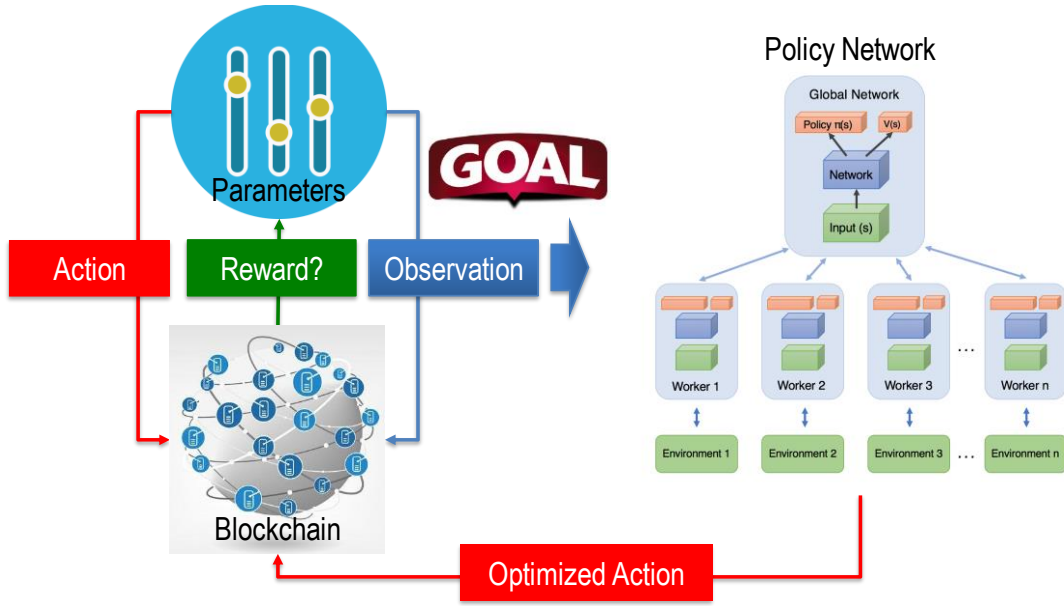 Parameters
Action
Reward?
Observation
Blockchain
GOAL
Policy Network
Global Network
Policy π(s)
V(s)
Network
Input (s)
Worker 1
Worker 2
Worker 3
...
Worker n
Environment 1
Environment 2
Environment 3
...
Environment n
Optimized Action